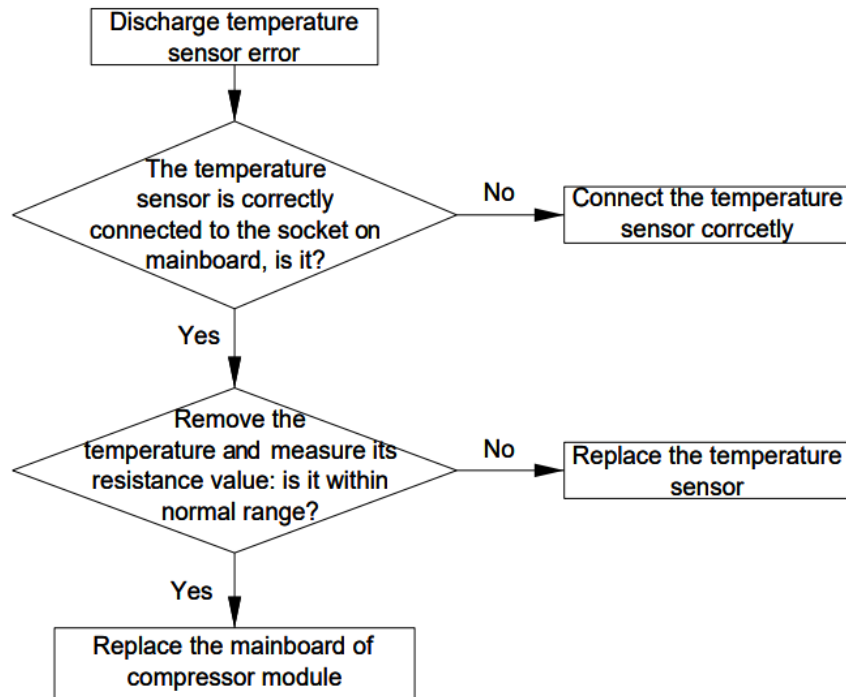 Discharge temperature
sensor error
The temperature
sensor is correctly
connected to the socket on
mainboard, is it?
No
Connect the temperature
sensor corrcetly
Yes
Remove the
temperature and measure its
resistance value: is it within
normal range?
No
Replace the temperature
sensor
Yes
Replace the mainboard of
compressor module